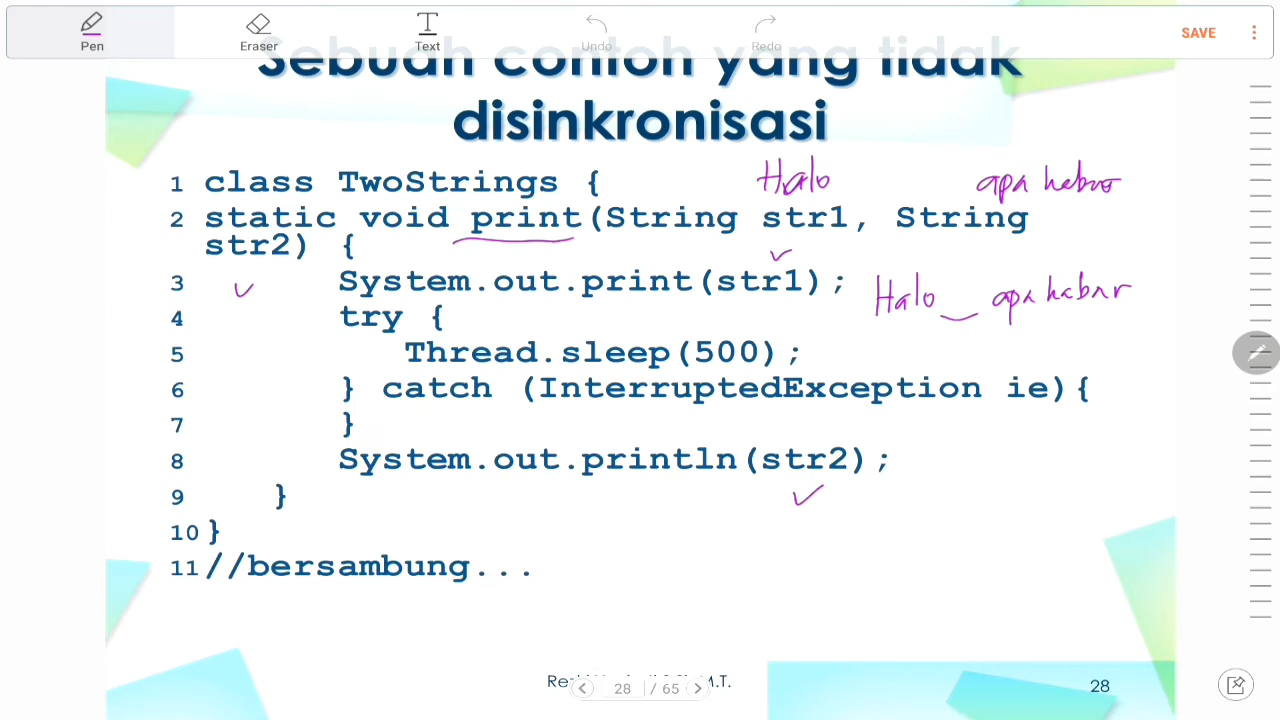 Pen
Eraser
Text
Undo
Redo
SAVE
Sebuah contoh yang tidak
disinkronisasi
Halo apa kabar
1 class TwoStrings {
2 static void print(String str1, String
str2) {
3 System.out.print(str1);
Halo apa kabar
4 try {
5 Thread.sleep(500);
6 } catch (InterruptedException ie){
7 }
8 System.out.println(str2);
9 }
10 }
11 //bersambung...
M.T.
28 / 65
28